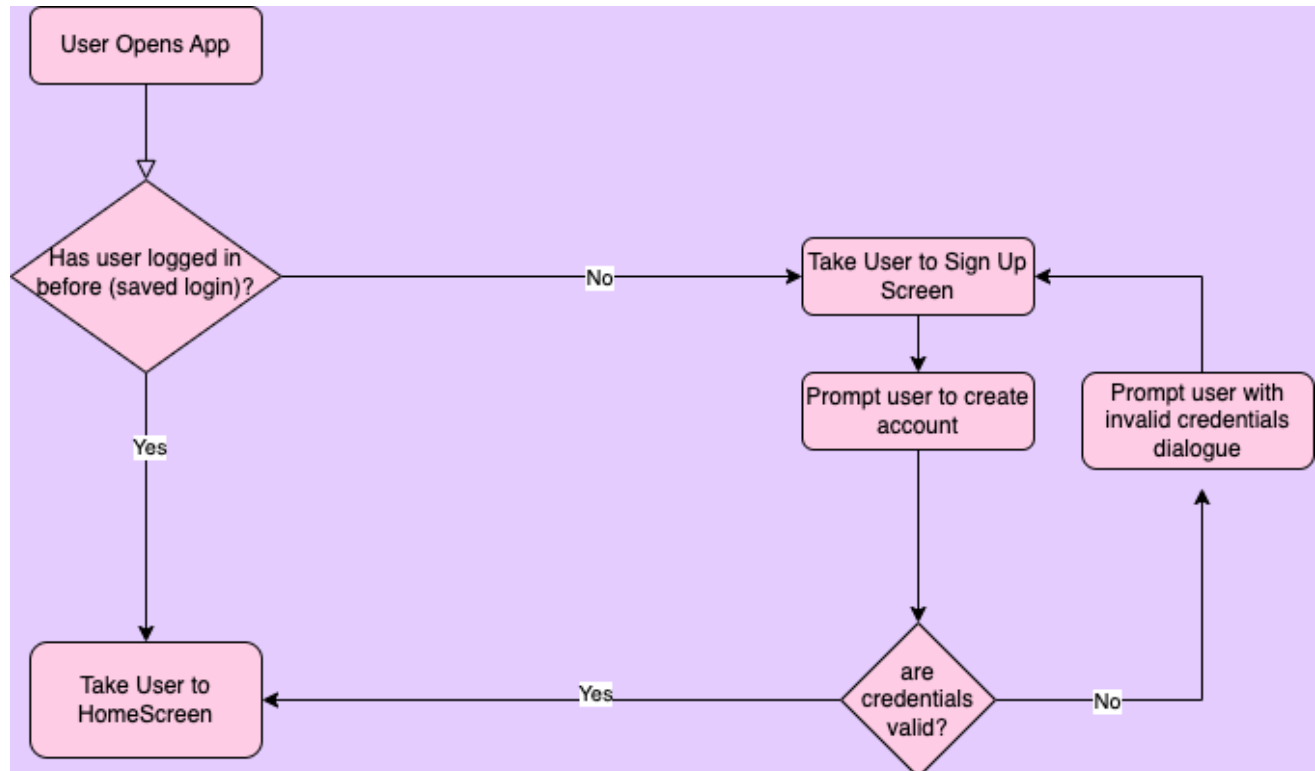 User Opens App
Has user logged in
before (saved login)?
No
Take User to Sign Up
Screen
Prompt user to create
account
Prompt user with
invalid credentials
dialogue
Yes
Take User to
HomeScreen
Yes
are
credentials
valid?
No